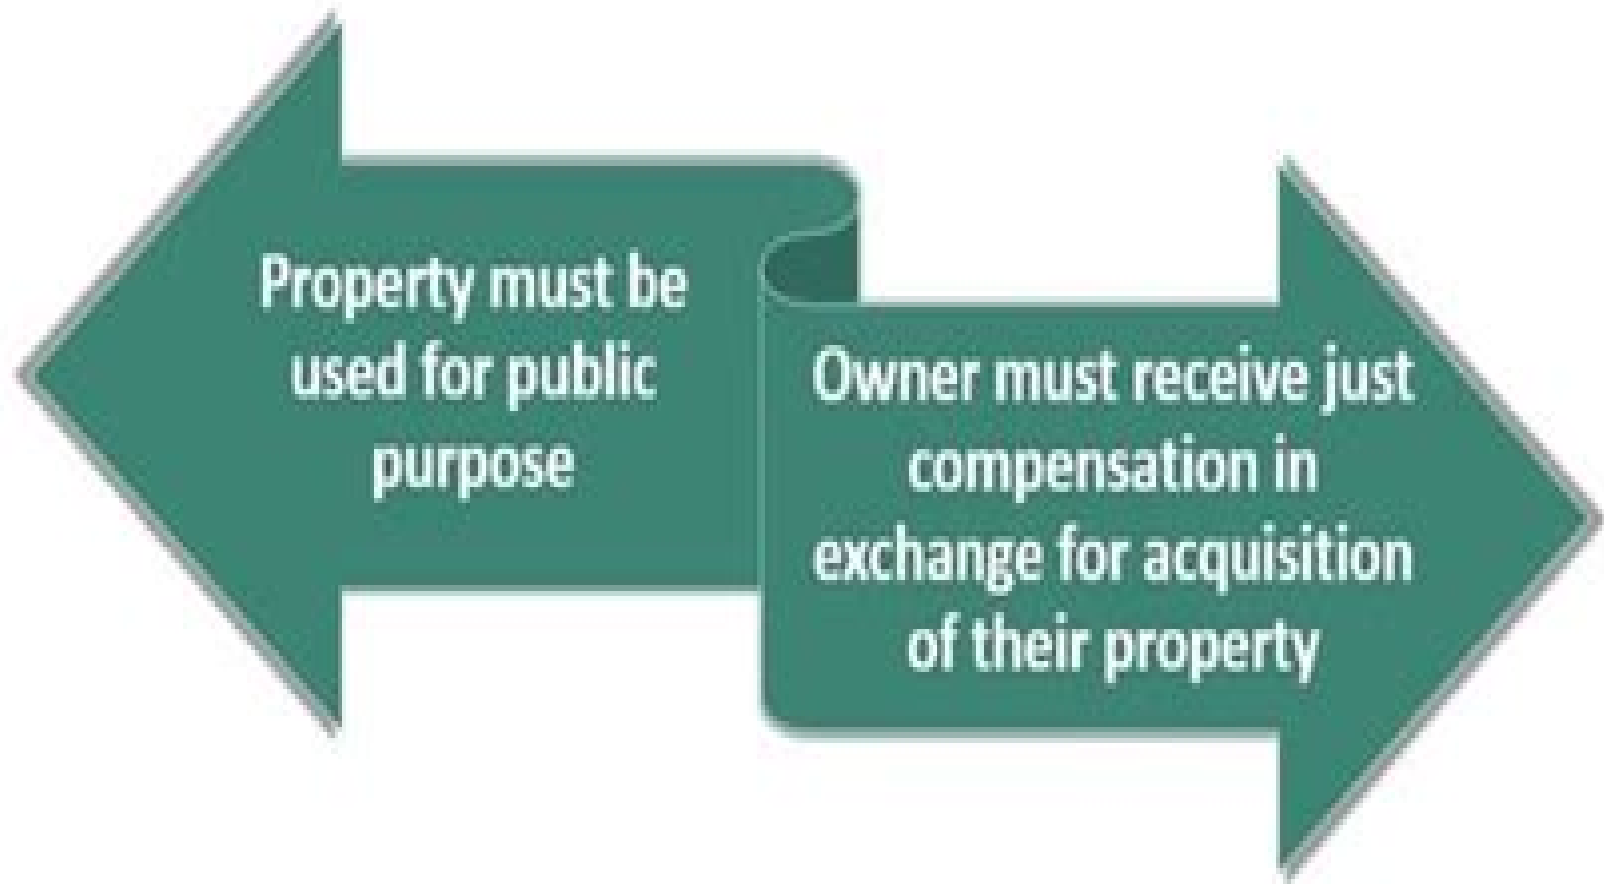 Property must be
used for public
purpose
Owner must receive just
compensation in
exchange for acquisition
of their property